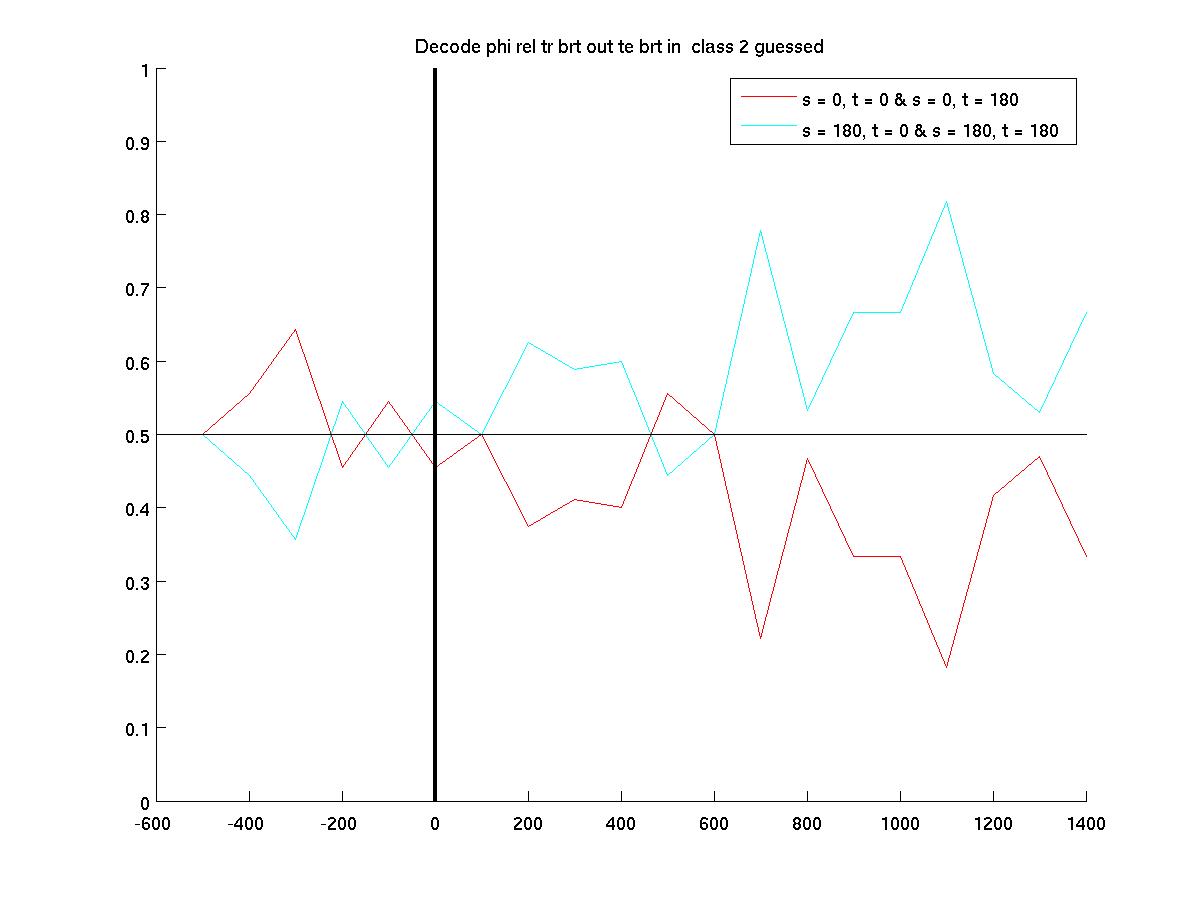 Decode phi rel tr brt out te brt in  class 2 guessed
s = 0, t = 0 & s = 0, t = 180
s = 180, t = 0 & s = 180, t = 180
1
0.9
0.8
0.7
0.6
0.5
0.4
0.3
0.2
0.1
0
-600 -400 -200 0 200 400 600 800 1000 1200 1400